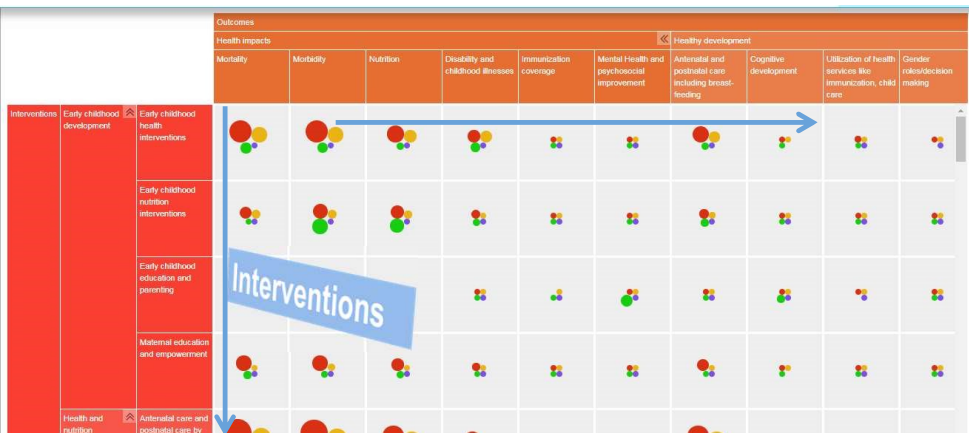 Outcomes
Health impacts
Healthy development
Mortality
Morbidity
Nutrition
Disability and
childhood illnesses
Immunization
coverage
Mental Health and
psychosocial
improvement
Antenatal and
postnatal care
including breast-
feeding
Cognitive
development
Utilization of health
services like
immunization, child
care
Gender
roles/decision
making
Interventions
Early childhood
development
Early childhood
health
interventions
Early childhood
nutrition
interventions
Early childhood
education and
parenting
Interventions
Maternal education
and empowerment
Health and
nutrition
Antenatal care and
postnatal care by